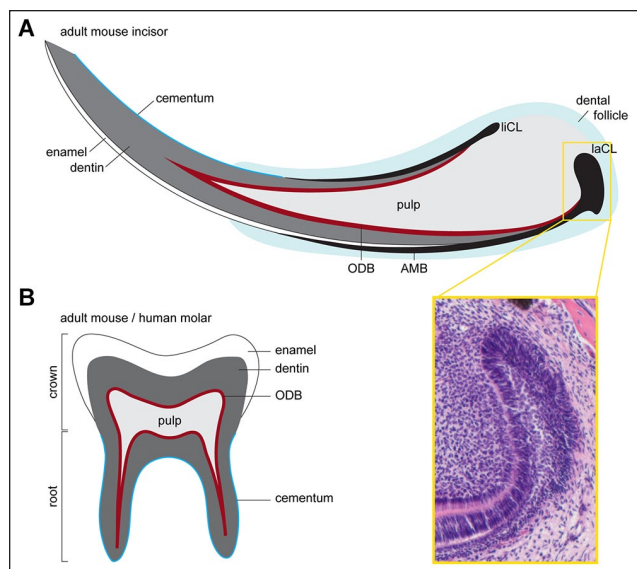 A
adult mouse incisor
cementum
enamel
dentin
liCL
dental
follicle
laCL
pulp
ODB
AMB
B
adult mouse / human molar
crown
root
enamel
dentin
ODB
pulp
cementum